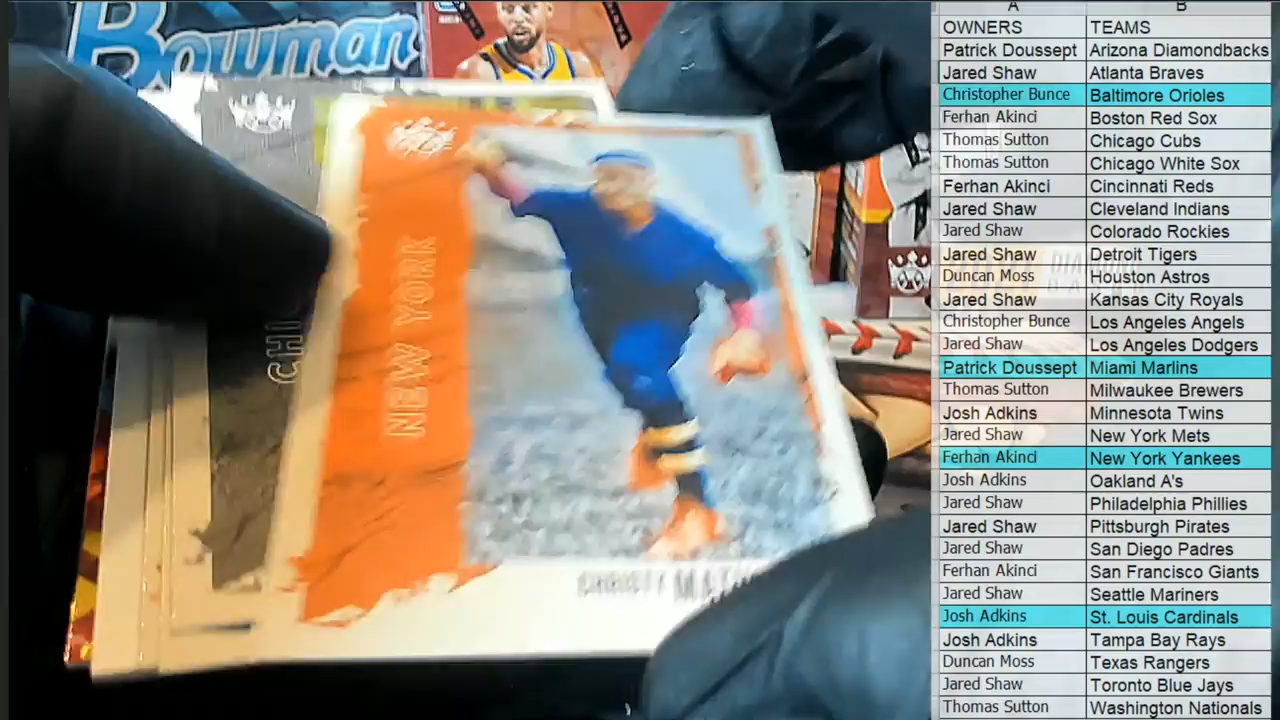 Bowman
A B
OWNERS TEAMS
Patrick Doussept Arizona Diamondbacks
Jared Shaw Atlanta Braves
Christopher Bunce Baltimore Orioles
Ferhan Akinci Boston Red Sox
Thomas Sutton Chicago Cubs
Thomas Sutton Chicago White Sox
Ferhan Akinci Cincinnati Reds
Jared Shaw Cleveland Indians
Jared Shaw Colorado Rockies
Jared Shaw Detroit Tigers
Duncan Moss Houston Astros
Jared Shaw Kansas City Royals
Christopher Bunce Los Angeles Angels
Jared Shaw Los Angeles Dodgers
Patrick Doussept Miami Marlins
Thomas Sutton Milwaukee Brewers
Josh Adkins Minnesota Twins
Jared Shaw New York Mets
Ferhan Akinci New York Yankees
Josh Adkins Oakland A's
Jared Shaw Philadelphia Phillies
Jared Shaw Pittsburgh Pirates
Jared Shaw San Diego Padres
Ferhan Akinci San Francisco Giants
Jared Shaw Seattle Mariners
Josh Adkins St. Louis Cardinals
Josh Adkins Tampa Bay Rays
Duncan Moss Texas Rangers
Jared Shaw Toronto Blue Jays
Thomas Sutton Washington Nationals
NEW YORK
CHI
CHRISTY MAT